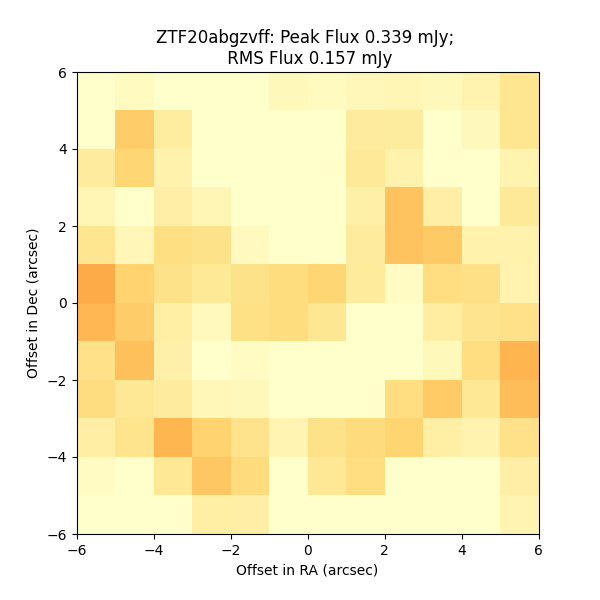 ZTF20abgzvff: Peak Flux 0.339 mJy;
RMS Flux 0.157 mJy
6
4
2
0
−2
−4
−6
Offset in Dec (arcsec)
−6 −4 −2 0 2 4 6
Offset in RA (arcsec)